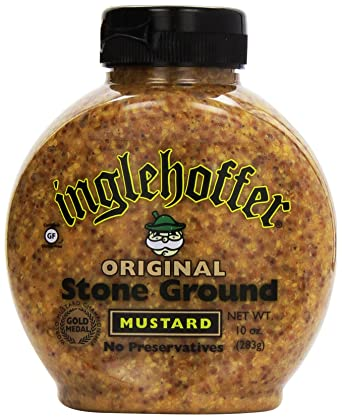 inglehoffer®
GF
ORIGINAL
Stone Ground
MUSTARD
NET WT.
10 oz.
(283g)
GOLD
MEDAL
No Preservatives